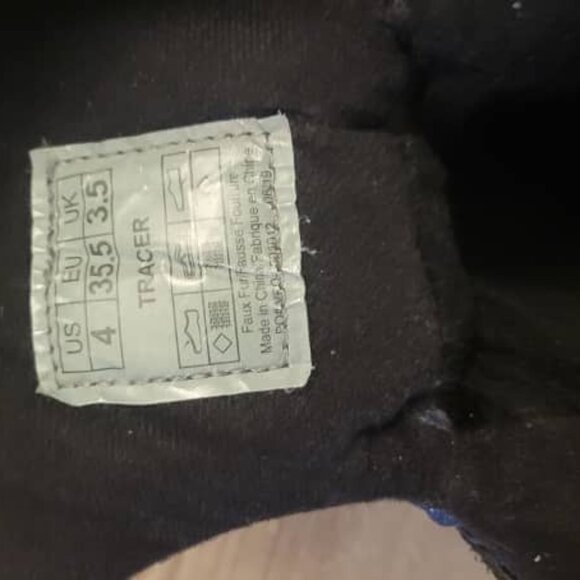 US EU UK
4 35.5 3.5
TRACER
Faux Fur/Fausse Fourrure
Made in China/Fabriqué en Chine